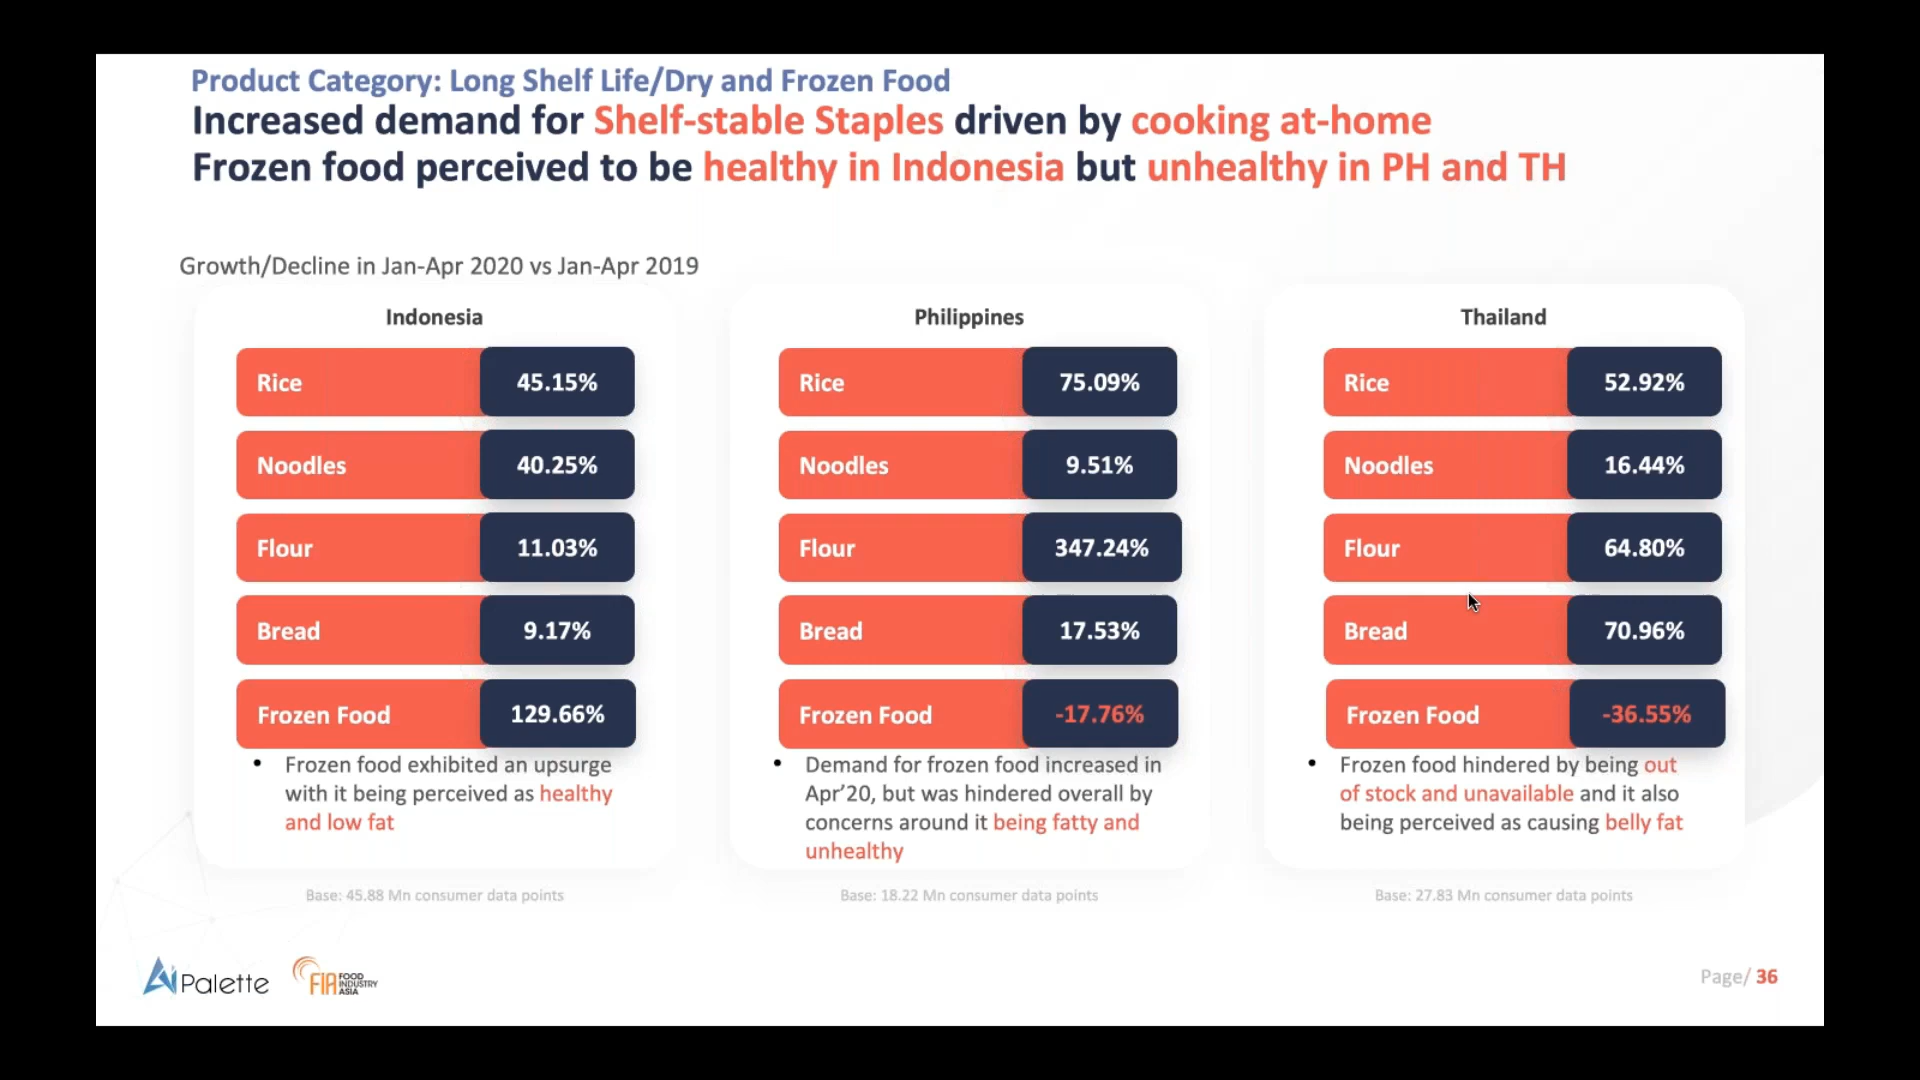 Product Category: Long Shelf Life/Dry and Frozen Food
Increased demand for Shelf-stable Staples driven by cooking at-home
Frozen food perceived to be healthy in Indonesia but unhealthy in PH and TH
Growth/Decline in Jan-Apr 2020 vs Jan-Apr 2019
Indonesia
Rice 45.15%
Noodles 40.25%
Flour 11.03%
Bread 9.17%
Frozen Food 129.66%
• Frozen food exhibited an upsurge
with it being perceived as healthy
and low fat
Base: 45.88 Mn consumer data points
Philippines
Rice 75.09%
Noodles 9.51%
Flour 347.24%
Bread 17.53%
Frozen Food -17.76%
• Demand for frozen food increased in
Apr’20, but was hindered overall by
concerns around it being fatty and
unhealthy
Base: 18.22 Mn consumer data points
Thailand
Rice 52.92%
Noodles 16.44%
Flour 64.80%
Bread 70.96%
Frozen Food -36.55%
• Frozen food hindered by being out
of stock and unavailable and it also
being perceived as causing belly fat
Base: 27.83 Mn consumer data points
Ai Palette
FIA FOOD
INDUSTRY
ASIA
Page/ 36